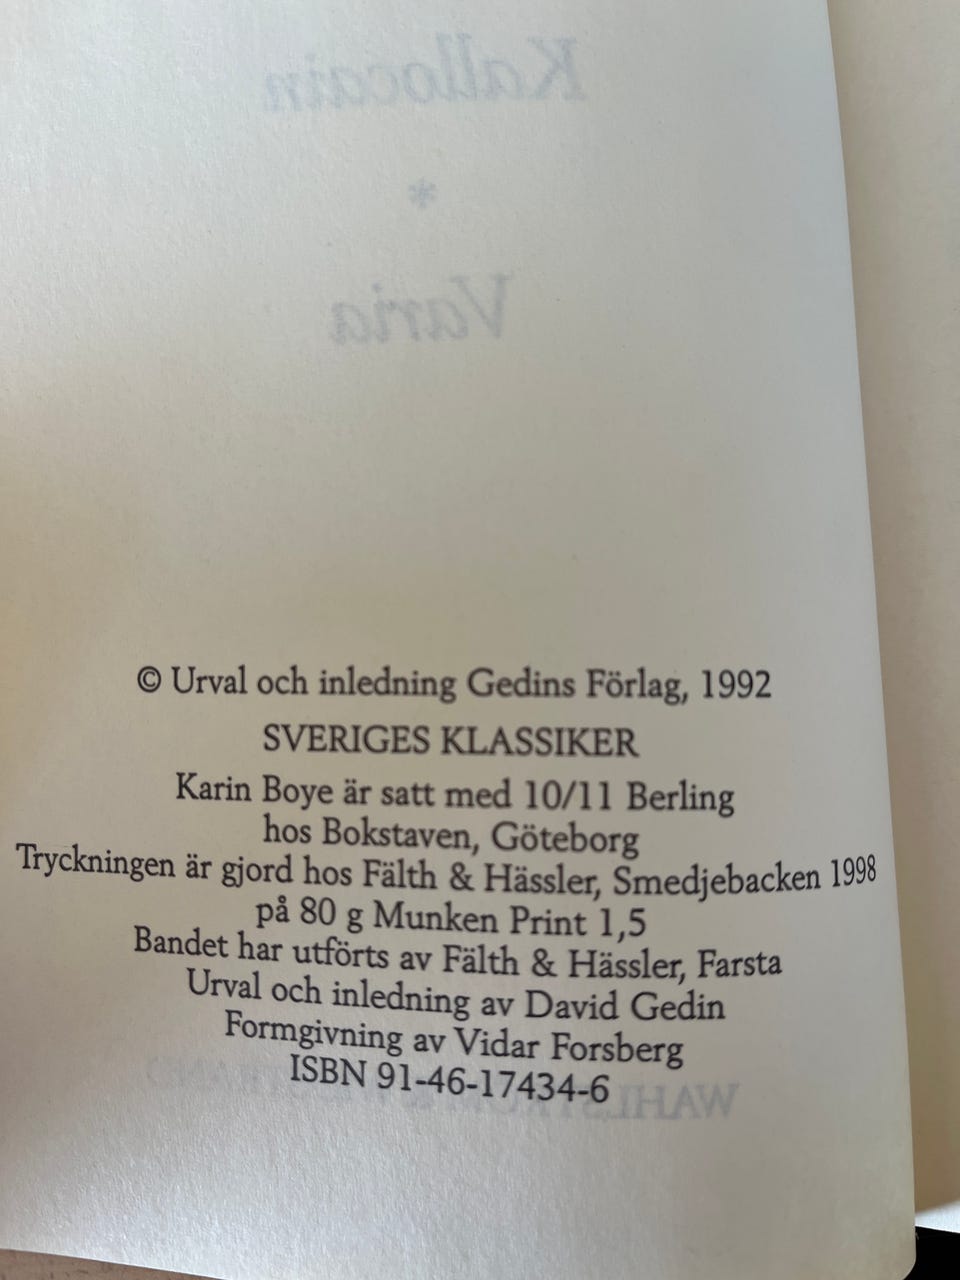 Kallocain
*
Varia
© Urval och inledning Gedins Förlag, 1992
SVERIGES KLASSIKER
Karin Boye är satt med 10/11 Berling
hos Bokstaven, Göteborg
Tryckningen är gjord hos Fälth & Hässler, Smedjebacken 1998
på 80 g Munken Print 1,5
Bandet har utförts av Fälth & Hässler, Farsta
Urval och inledning av David Gedin
Formgivning av Vidar Forsberg
ISBN 91-46-17434-6